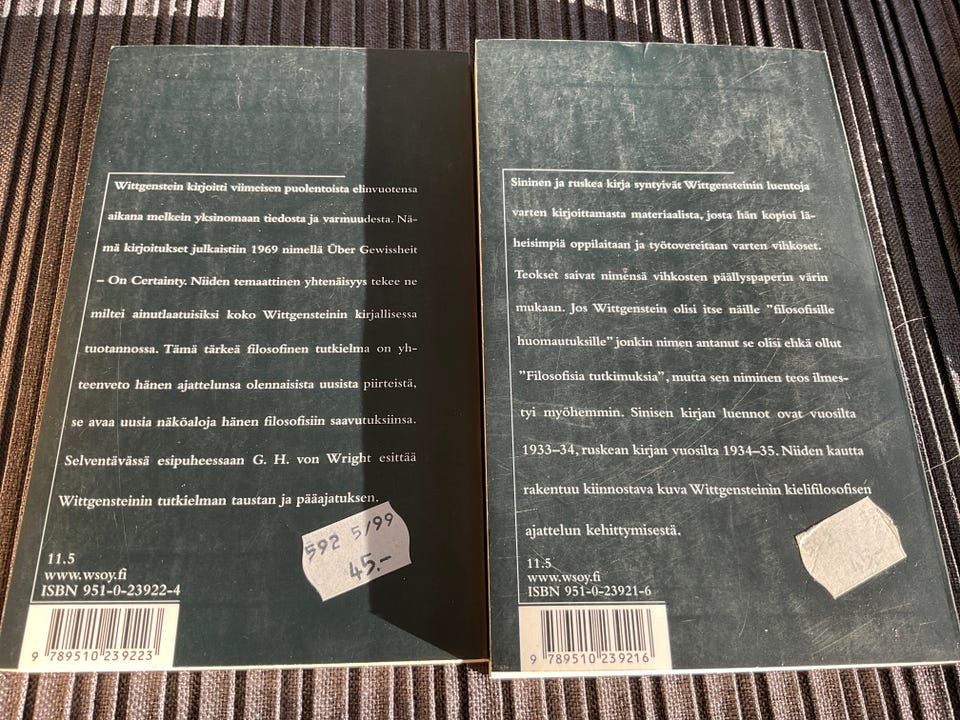 Wittgenstein kirjoitti viimeisen puolentoista elinvuotensa
aikana melkein yksinomaan tiedosta ja varmuudesta. Nä-
mä kirjoitukset julkaistiin 1969 nimellä Über Gewissheit
– On Certainty. Niiden temaattinen yhtenäisyys tekee ne
miltei ainutlaatuisiksi koko Wittgensteinin kirjallisessa
tuotannossa. Tämä tärkeä filosofinen tutkielma on yh-
teenveto hänen ajattelunsa olennaisista uusista piirteistä,
se avaa uusia näköaloja hänen filosofisiin saavutuksiinsa.
Selventävässä esipuheessaan G. H. von Wright esittää
Wittgensteinin tutkielman taustan ja pääajatuksen.
592 5/99
45.-
11.5
www.wsoy.fi
ISBN 951-0-23922-4
9 789510 239223
Sininen ja ruskea kirja syntyivät Wittgensteinin luentoja
varten kirjoittamasta materiaalista, josta hän kopioi lä-
heisimpiä oppilaitaan ja työtovereitaan varten vihkoset.
Teokset saivat nimensä vihkosten päällyspaperin värin
mukaan. Jos Wittgenstein olisi itse näille ”filosofisille
huomautuksille” jonkin nimen antanut se olisi ehkä ollut
”Filosofisia tutkimuksia”, mutta sen niminen teos ilmes-
tyi myöhemmin. Sinisen kirjan luennot ovat vuosilta
1933–34, ruskean kirjan vuosilta 1934–35. Niiden kautta
rakentuu kiinnostava kuva Wittgensteinin kielifilosofisen
ajattelun kehittymisestä.
11.5
www.wsoy.fi
ISBN 951-0-23921-6
9 789510 239216